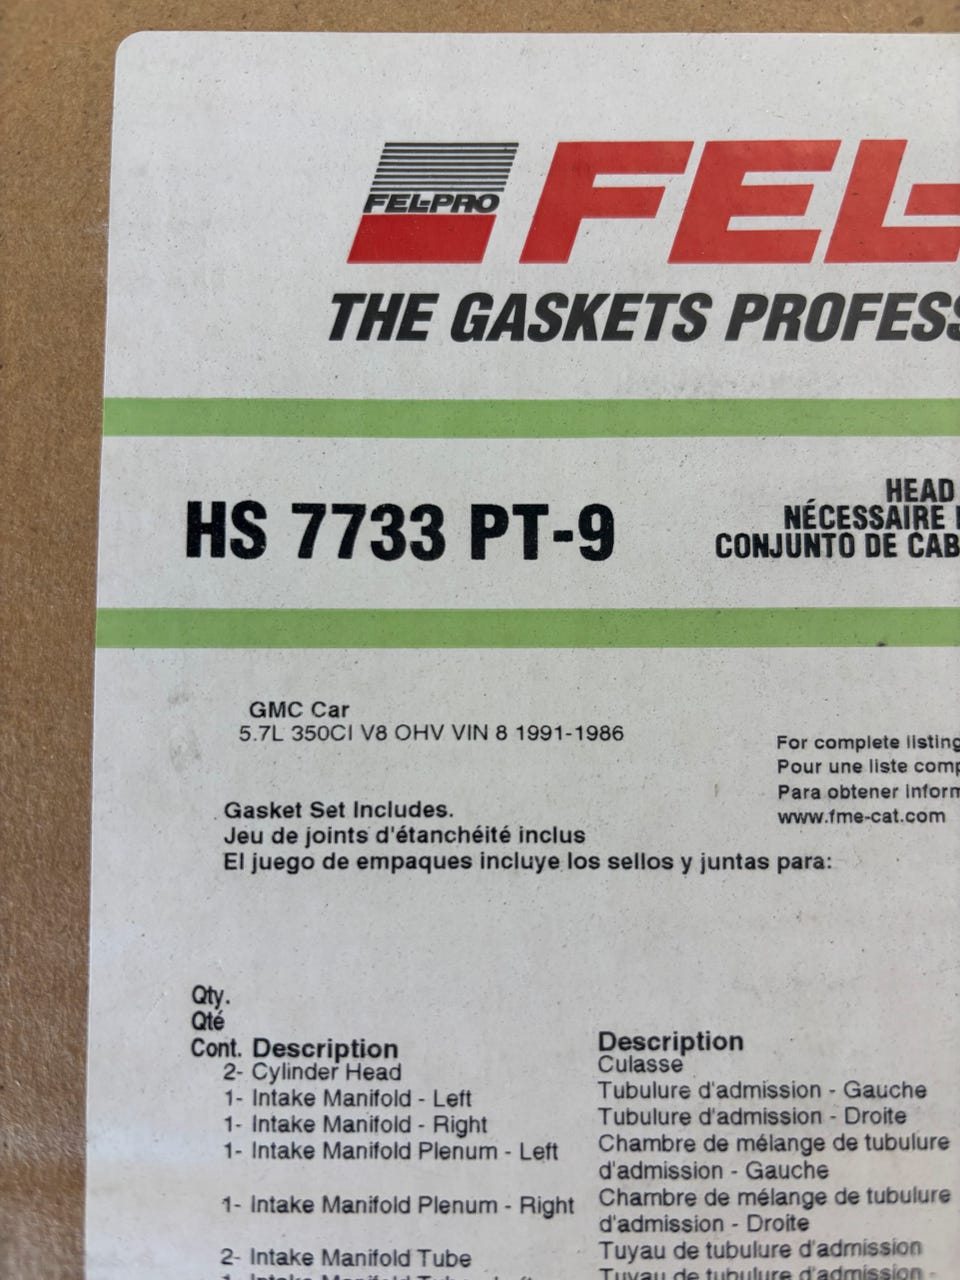 FEL-PRO
FEL-
THE GASKETS PROFESS
HS 7733 PT-9
HEAD
NÉCESSAIRE
CONJUNTO DE CAB
GMC Car
5.7L 350CI V8 OHV VIN 8 1991-1986
For complete listing
Pour une liste comp
Para obtener inform
www.fme-cat.com
Gasket Set Includes.
Jeu de joints d'étanchéité inclus
El juego de empaques incluye los sellos y juntas para:
Qty.
Qté
Cont. Description
Description
2- Cylinder Head
Culasse
1- Intake Manifold - Left
Tubulure d'admission - Gauche
1- Intake Manifold - Right
Tubulure d'admission - Droite
1- Intake Manifold Plenum - Left
Chambre de mélange de tubulure
d'admission - Gauche
1- Intake Manifold Plenum - Right
Chambre de mélange de tubulure
d'admission - Droite
2- Intake Manifold Tube
Tuyau de tubulure d'admission
Tuyau de tubulure d'admission -